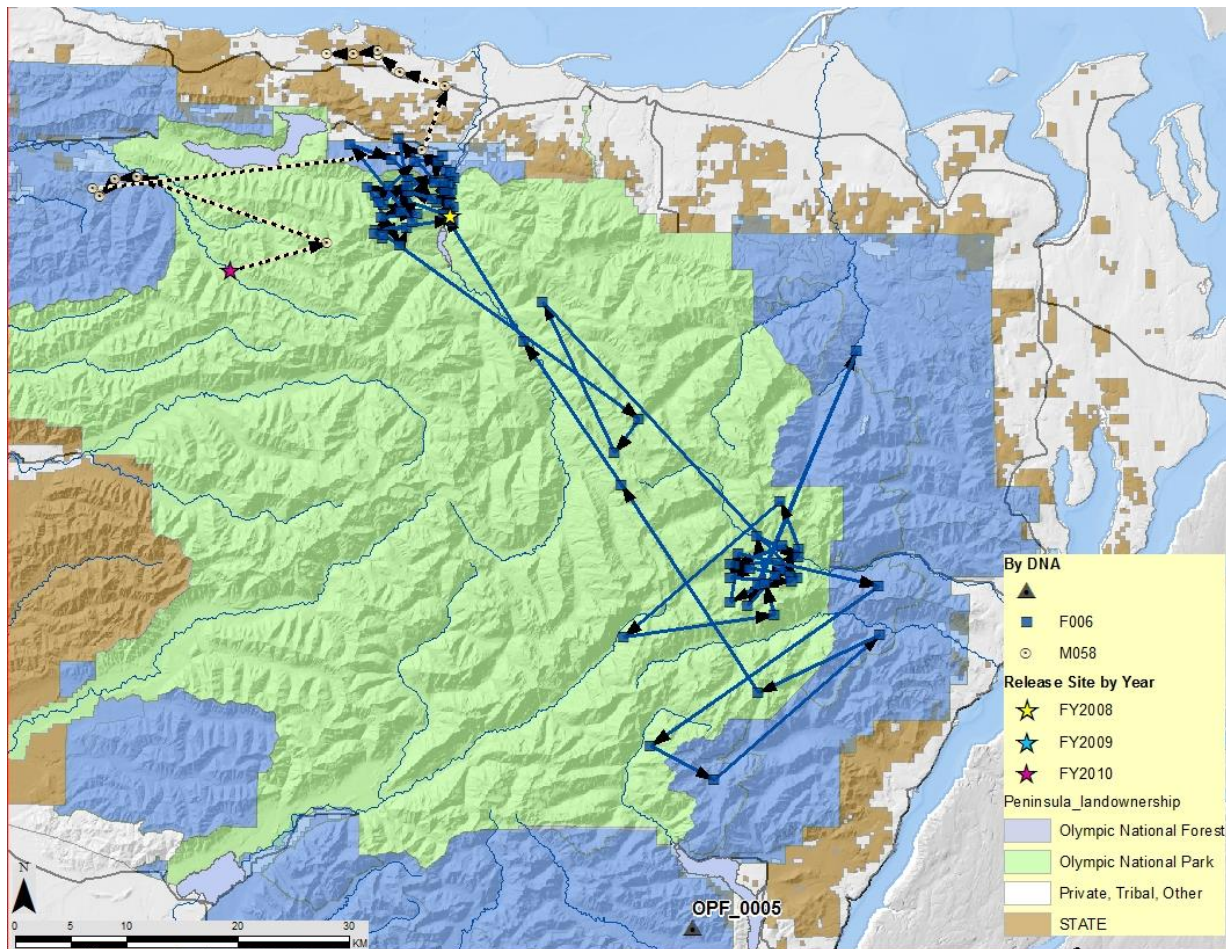 By DNA
F006
M058
Release Site by Year
FY2008
FY2009
FY2010
Peninsula_landownership
Olympic National Forest
Olympic National Park
Private, Tribal, Other
STATE
OPF_0005
N
0 5 10 20 30
KM